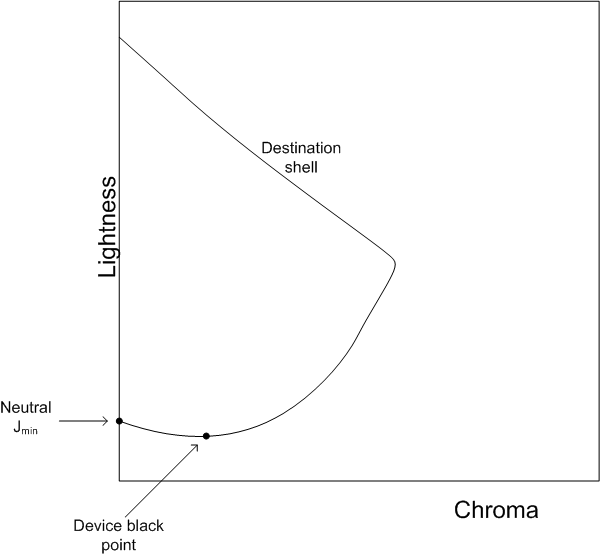 Destination
shell
Lightness
Neutral
Jmin
Chroma
Device black
point